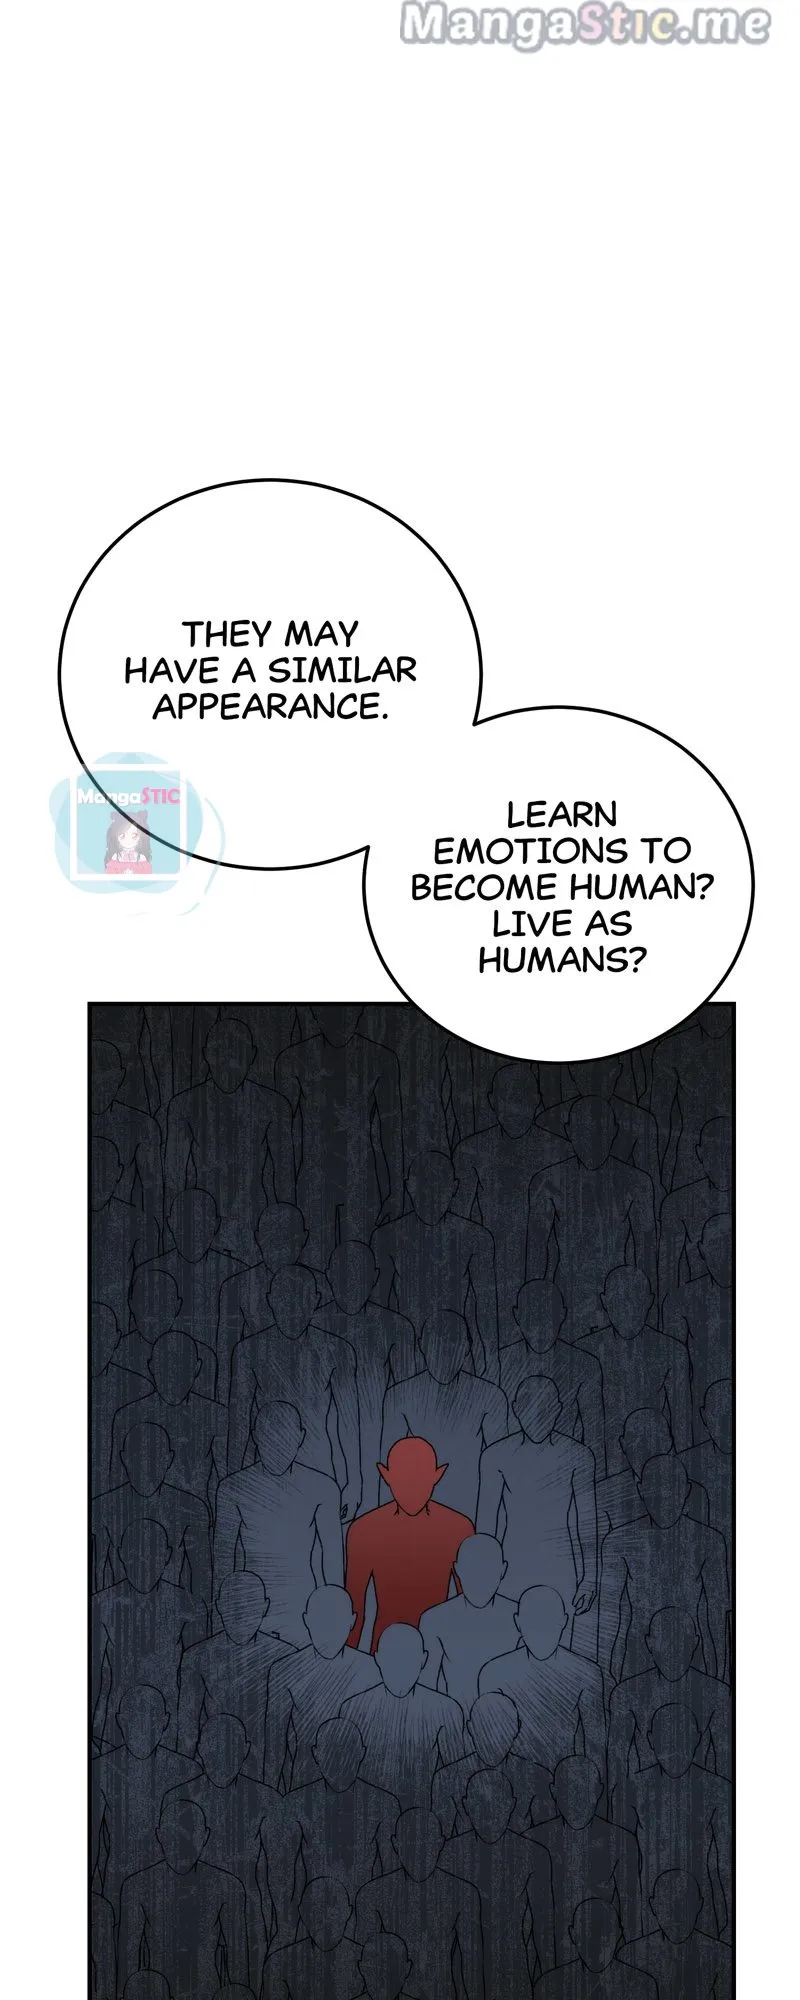 MangaStic.me
THEY MAY
HAVE A SIMILAR
APPEARANCE.
MangaSTIC
LEARN
EMOTIONS TO
BECOME HUMAN?
LIVE AS
HUMANS?